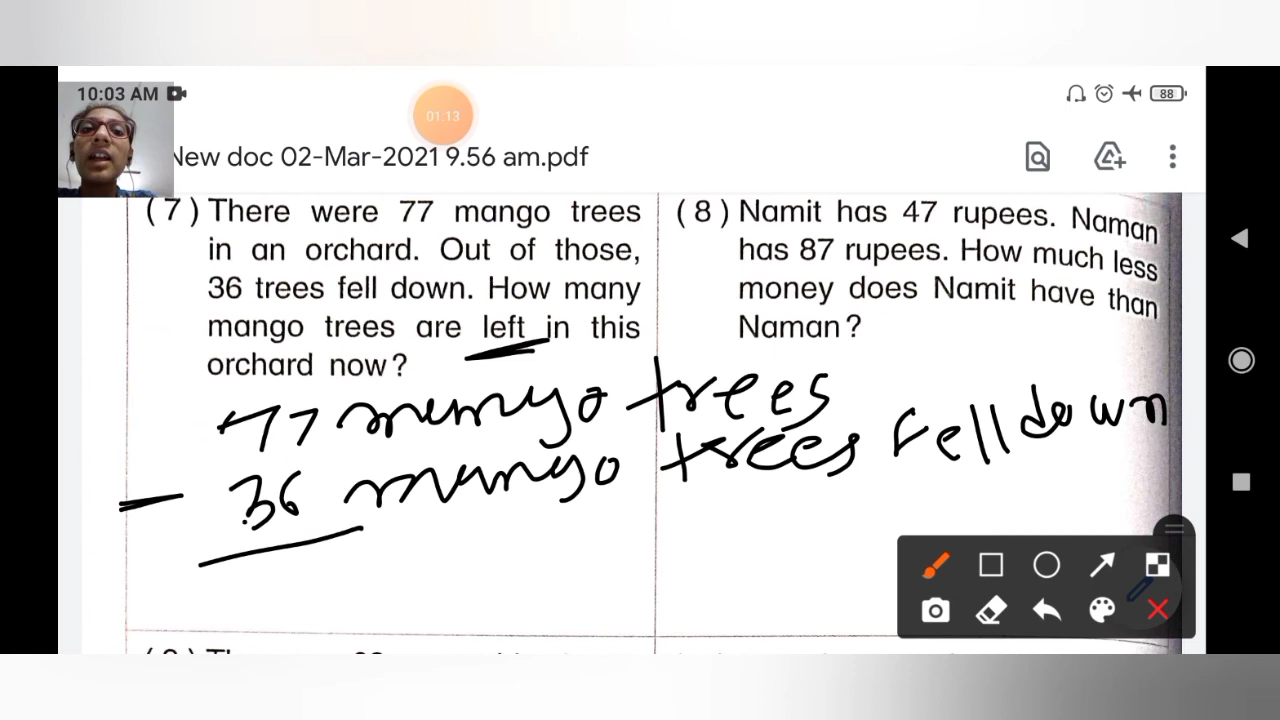 10:03 AM
01:13
88
New doc 02-Mar-2021 9.56 am.pdf
(7) There were 77 mango trees
in an orchard. Out of those,
36 trees fell down. How many
mango trees are left in this
orchard now?
(8) Namit has 47 rupees. Naman
has 87 rupees. How much less
money does Namit have than
Naman?
77 mango trees
- 36 mango trees fell down